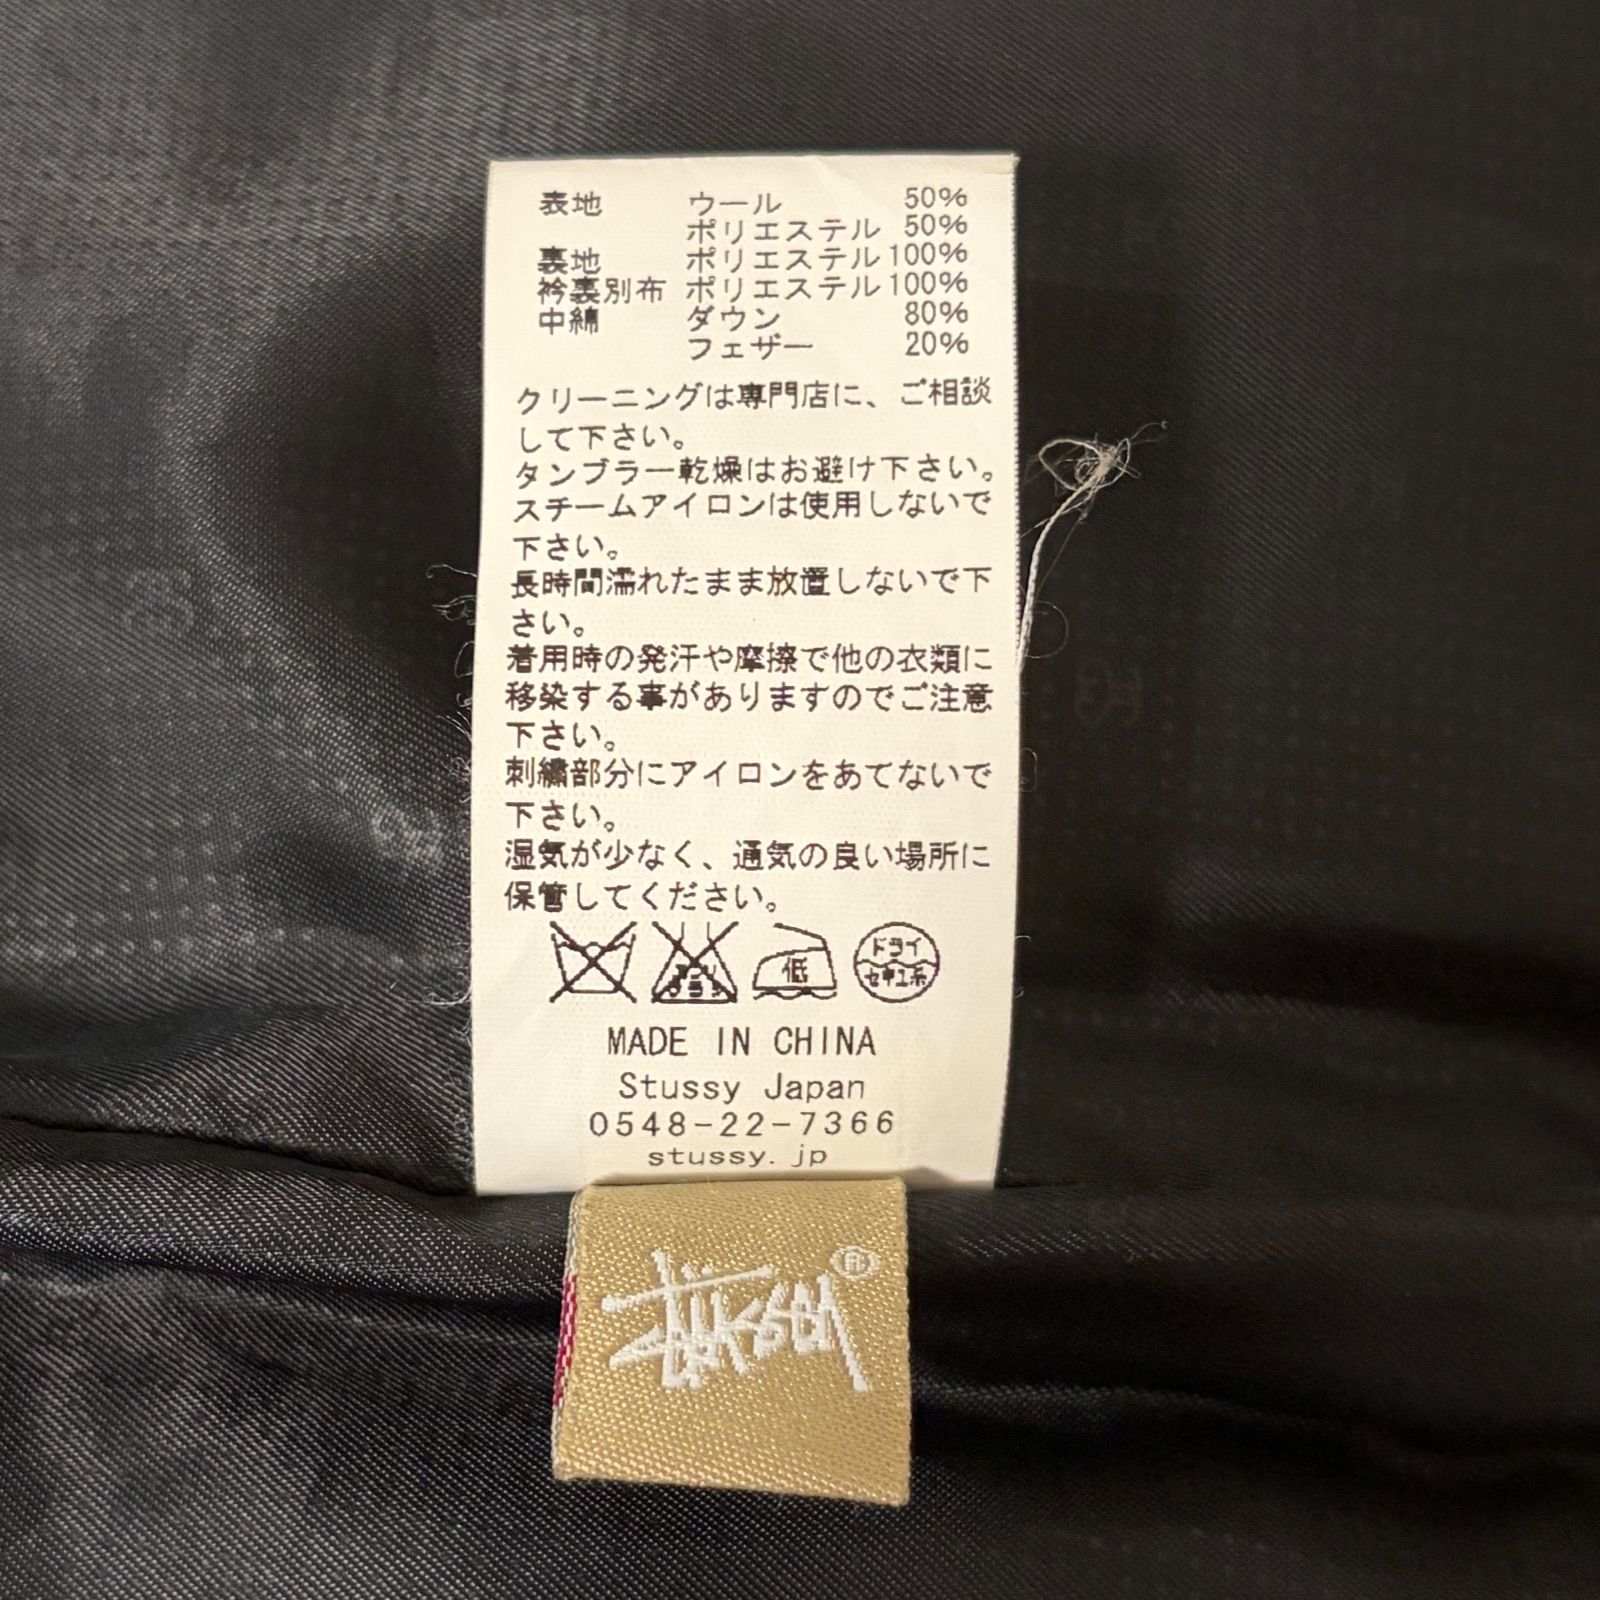 表地 ウール 50%
ポリエステル 50%
裏地 ポリエステル 100%
衿裏別布 ポリエステル 100%
中綿 ダウン 80%
フェザー 20%
クリーニングは専門店に、ご相談
して下さい。
タンブラー乾燥はお避け下さい。
スチームアイロンは使用しないで
下さい。
長時間濡れたまま放置しないで下
さい。
着用時の発汗や摩擦で他の衣類に
移染する事がありますのでご注意
下さい。
刺繍部分にアイロンをあてないで
下さい。
湿気が少なく、通気の良い場所に
保管してください。
エンソサラシ 低 ドライ
セキユ系
MADE IN CHINA
Stussy Japan
0548-22-7366
stussy.jp
Stüssy ®